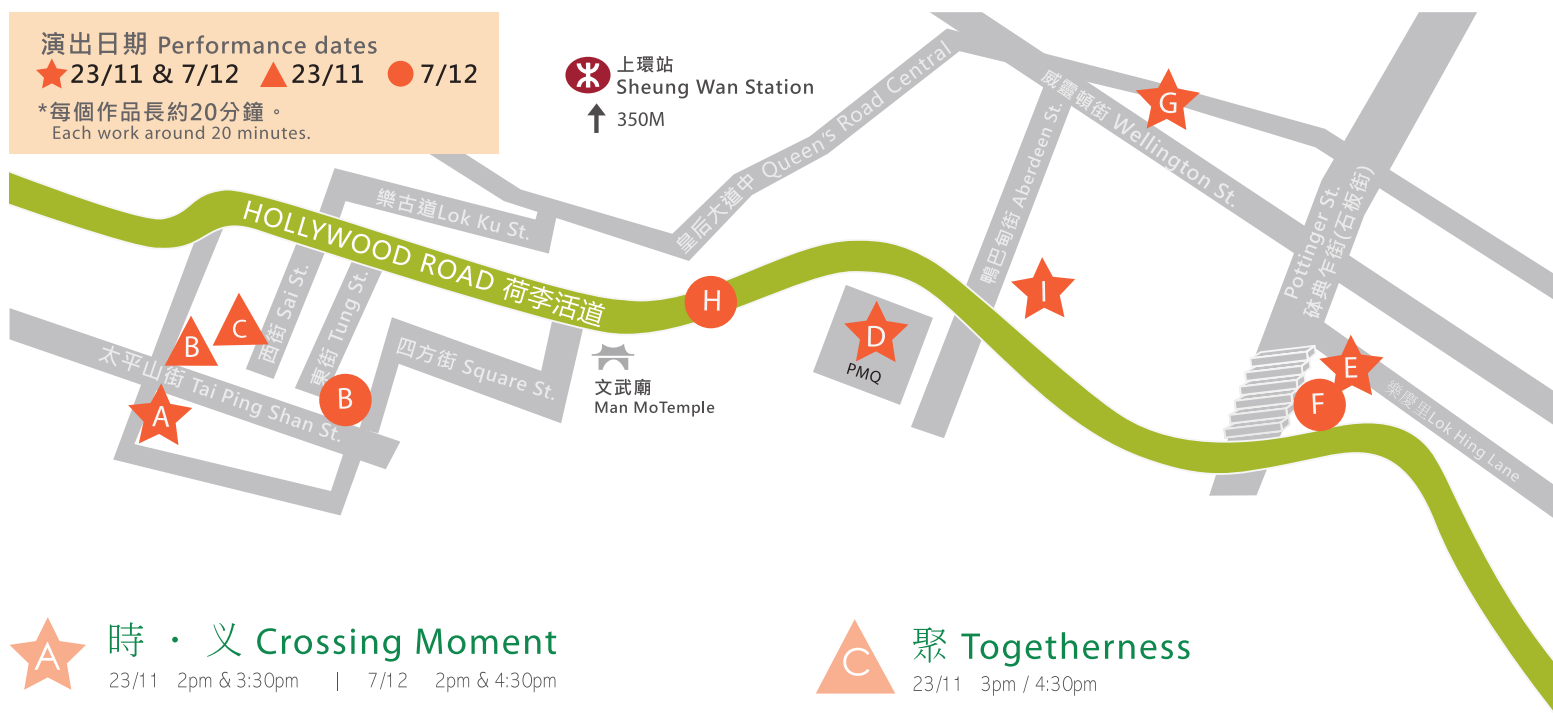 演出日期 Performance dates
23/11 & 7/12 23/11 7/12
*每個作品長約20分鐘。
Each work around 20 minutes.
上環站
Sheung Wan Station
350M
皇后大道中 Queen's Road Central
威靈頓街 Wellington St.
G
鴨巴甸街 Aberdeen St.
Pottinger St.
砵典乍街(石板街)
樂古道Lok Ku St.
HOLLYWOOD ROAD 荷李活道
西街 Sai St.
東街 Tung St.
太平山街 Tai Ping Shan St.
四方街 Square St.
B
C
A
B
H
I
D
PMQ
文武廟
Man MoTemple
E
F
樂慶里Lok Hing Lane
A
時・义 Crossing Moment
23/11 2pm & 3:30pm | 7/12 2pm & 4:30pm
C
聚 Togetherness
23/11 3pm / 4:30pm